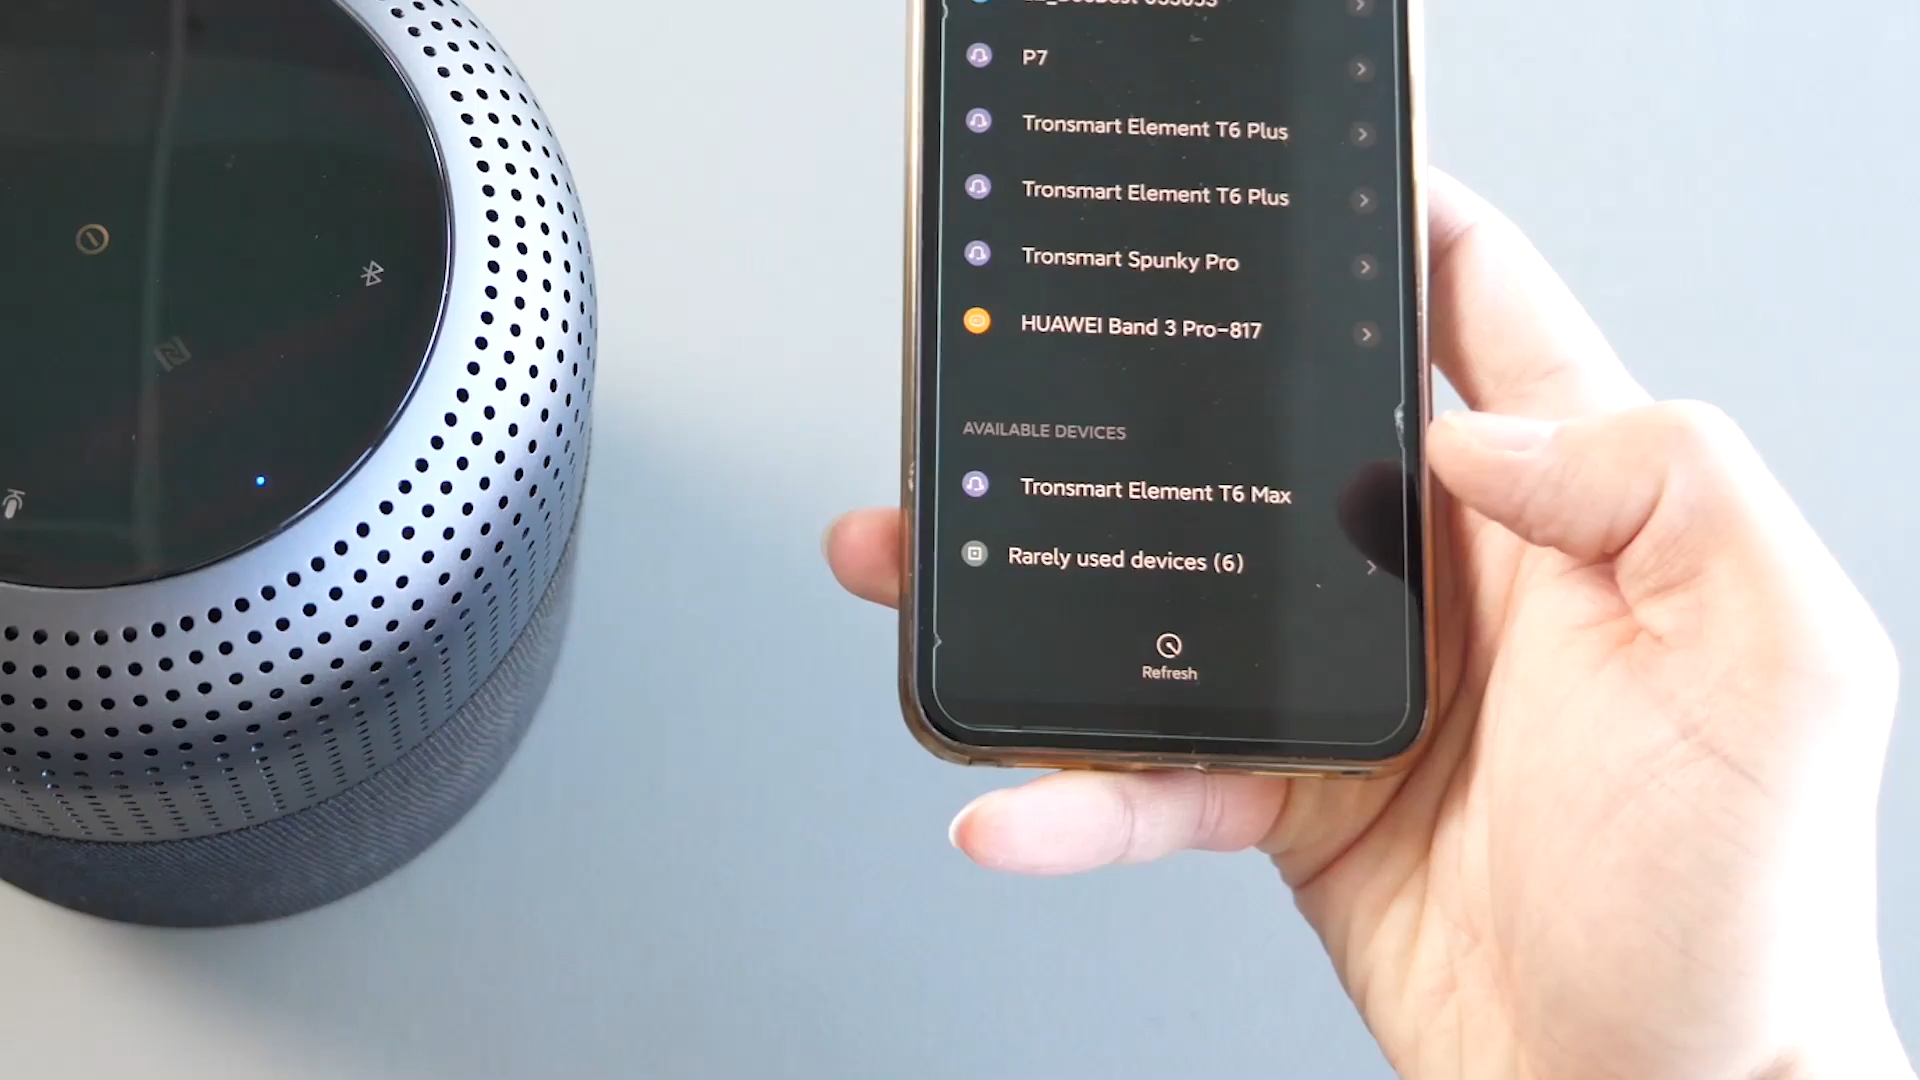 P7
Tronsmart Element T6 Plus
Tronsmart Element T6 Plus
Tronsmart Spunky Pro
HUAWEI Band 3 Pro-817
AVAILABLE DEVICES
Tronsmart Element T6 Max
Rarely used devices (6)
Refresh